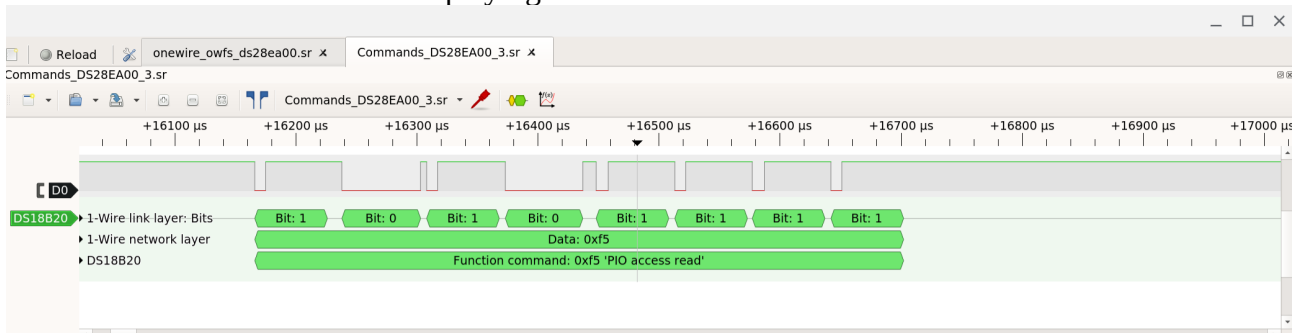 Reload onewire_owfs_ds28ea00.sr x Commands_DS28EA00_3.sr x
Commands_DS28EA00_3.sr
Commands_DS28EA00_3.sr
+16100 µs +16200 µs +16300 µs +16400 µs +16500 µs +16600 µs +16700 µs +16800 µs +16900 µs +17000 µs
D0
DS18B20 1-Wire link layer: Bits Bit: 1 Bit: 0 Bit: 1 Bit: 0 Bit: 1 Bit: 1 Bit: 1 Bit: 1
1-Wire network layer Data: 0xf5
DS18B20 Function command: 0xf5 'PIO access read'